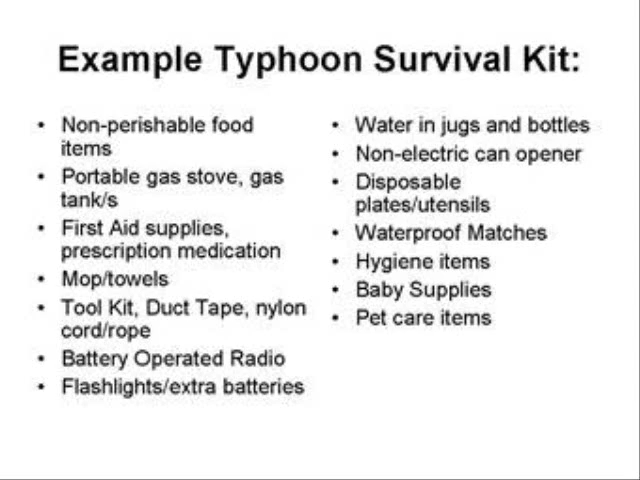 Example Typhoon Survival Kit:
• Non-perishable food
items
• Portable gas stove, gas
tank/s
• First Aid supplies,
prescription medication
• Mop/towels
• Tool Kit, Duct Tape, nylon
cord/rope
• Battery Operated Radio
• Flashlights/extra batteries
• Water in jugs and bottles
• Non-electric can opener
• Disposable
plates/utensils
• Waterproof Matches
• Hygiene items
• Baby Supplies
• Pet care items